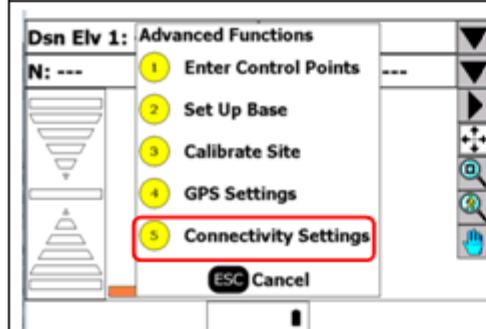 Dsn Elv 1:
Advanced Functions
N: ---
---
1 Enter Control Points
2 Set Up Base
3 Calibrate Site
4 GPS Settings
5 Connectivity Settings
ESC Cancel